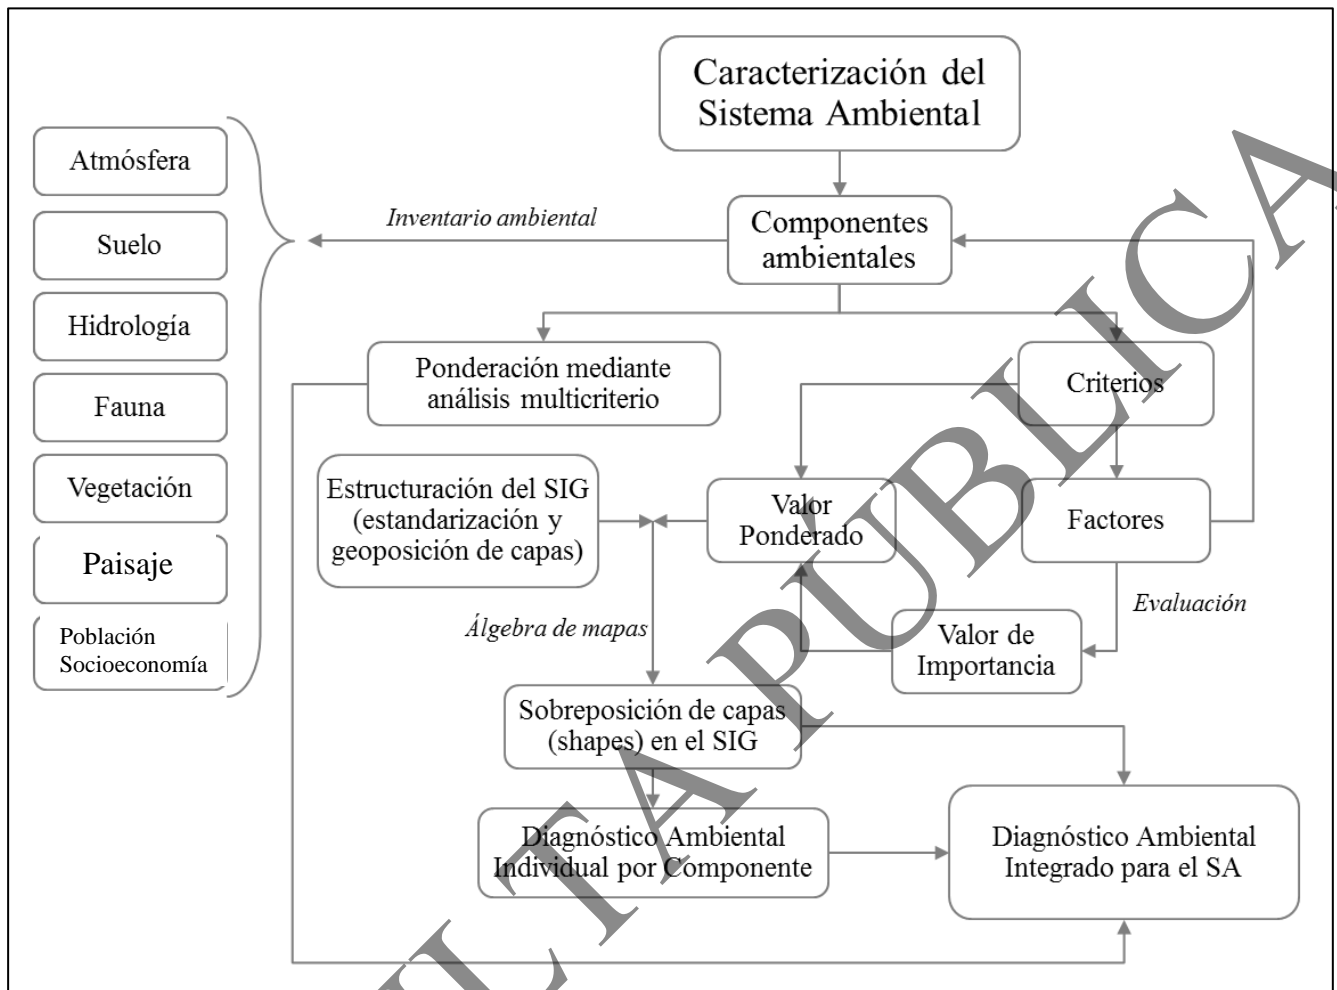 Caracterización del
Sistema Ambiental
Atmósfera
Suelo
Hidrología
Fauna
Vegetación
Paisaje
Población
Socioeconomía
Inventario ambiental
Componentes
ambientales
Ponderación mediante
análisis multicriterio
Criterios
Estructuración del SIG
(estandarización y
geoposición de capas)
Valor
Ponderado
Factores
Evaluación
Álgebra de mapas
Valor de
Importancia
Sobreposición de capas
(shapes) en el SIG
Diagnóstico Ambiental
Individual por Componente
Diagnóstico Ambiental
Integrado para el SA
LTA PÚBLICA